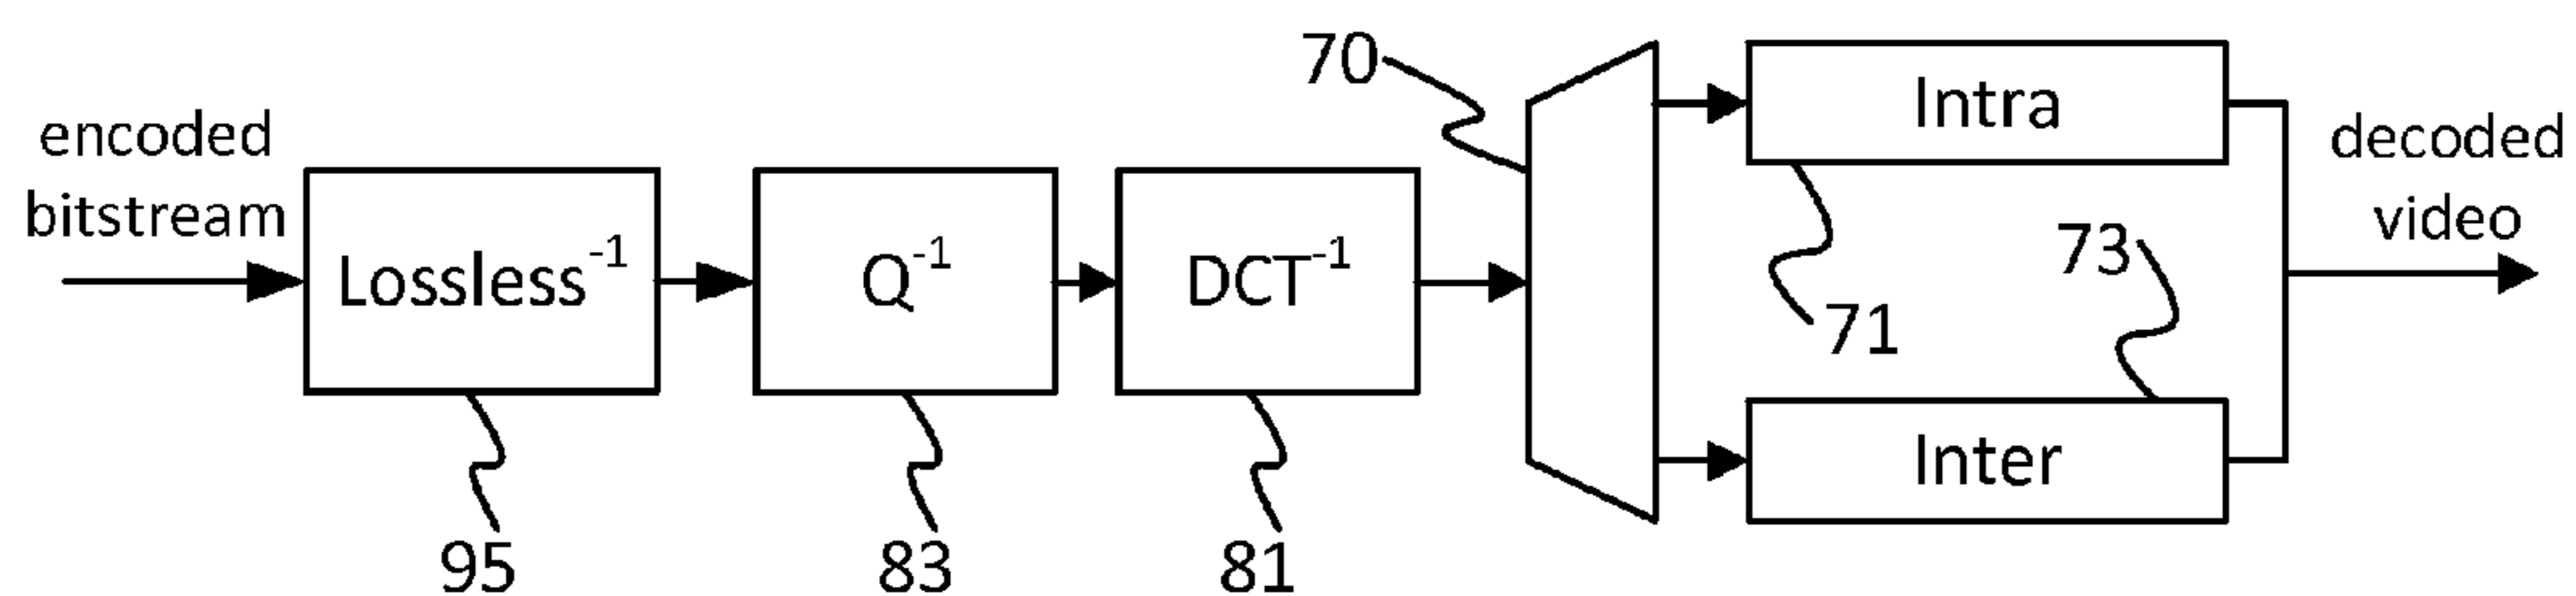 encoded
bitstream
Lossless⁻¹
95
Q⁻¹
83
DCT⁻¹
81
70
Intra
71
Inter
73
decoded
video